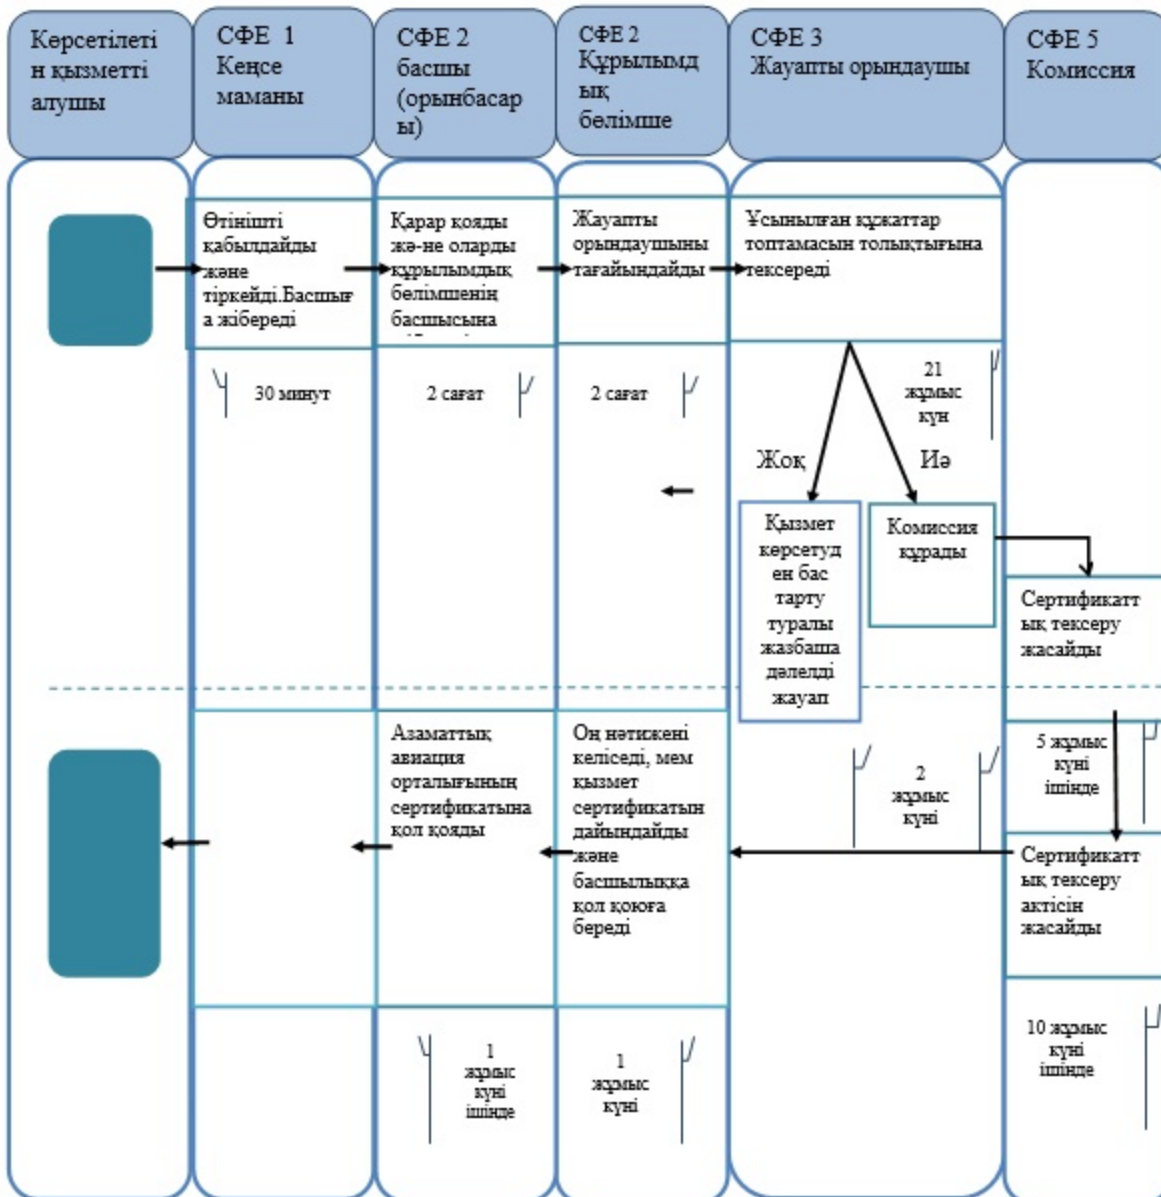 Көрсетілеті
н қызметті
алушы
СФЕ 1
Кеңсе
маманы
СФЕ 2
басшы
(орынбасар
ы)
СФЕ 2
Құрылымд
ық
бөлімше
СФЕ 3
Жауапты орындаушы
СФЕ 5
Комиссия
Өтінішті
қабылдайды
және
тіркейді.Басшығ
а жібереді
Қарар қояды
жә-не оларды
құрылымдық
бөлімшенің
басшысына
Жауапты
орындаушыны
тағайындайды
Ұсынылған құжаттар
топтамасын толықтығына
тексереді
30 минут
2 сағат
2 сағат
21
жұмыс
күн
Жоқ
Иә
Қызмет
көрсетуд
ен бас
тарту
туралы
жазбаша
дәлелді
жауап
Комиссия
құрады
Сертификатт
ық тексеру
жасайды
Азаматтық
авиация
орталығының
сертификатына
қол қояды
Оң нәтижені
келіседі, мем
қызмет
сертификатын
дайындайды
және
басшылыққа
қол қоюға
береді
2
жұмыс
күні
5 жұмыс
күні
ішінде
Сертификатт
ық тексеру
актісін
жасайды
1
жұмыс
күні
ішінде
1
жұмыс
күні
10 жұмыс
күні
ішінде